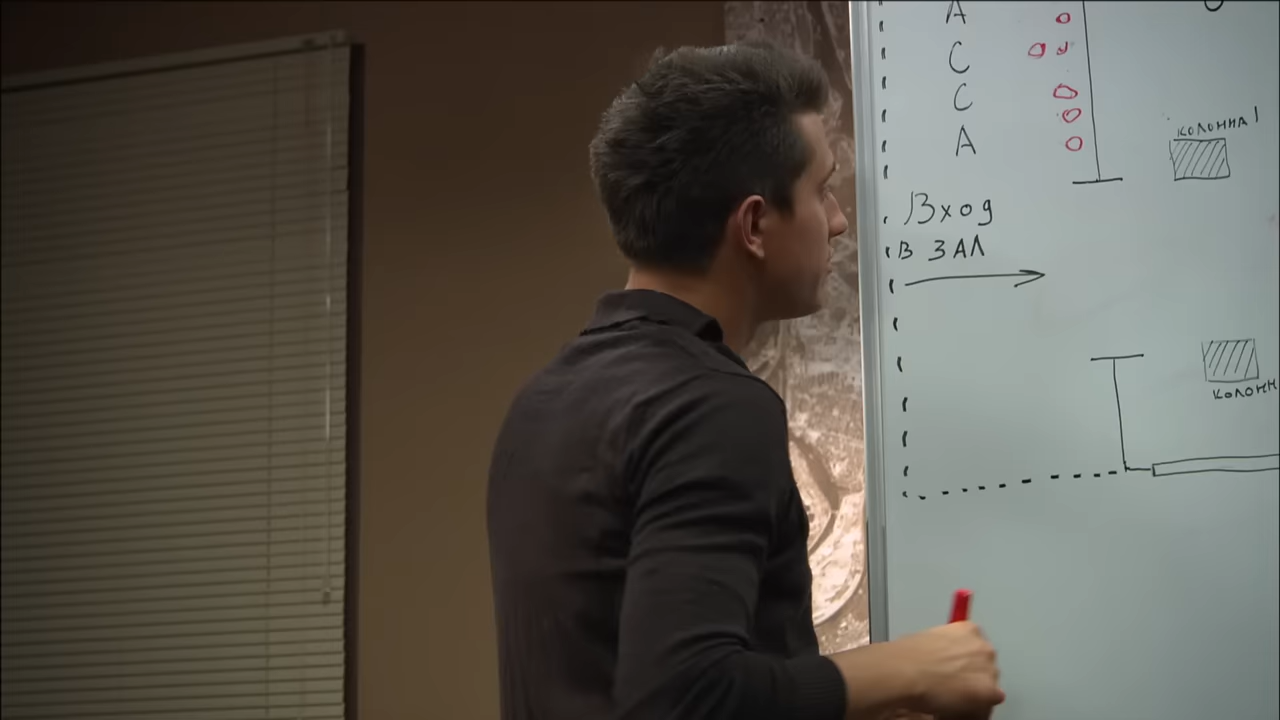 А
С
С
А
КОЛОННА 1
Вход
В ЗАЛ
КОЛОНН